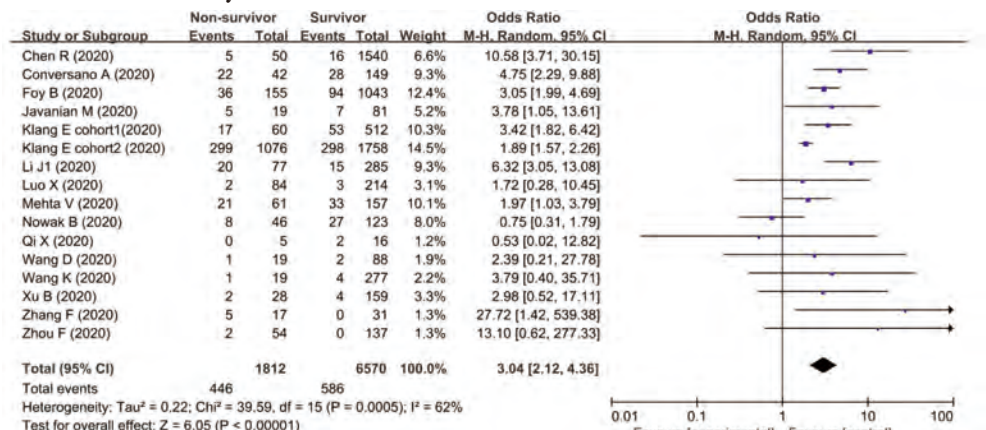 Non-survivor Survivor Odds Ratio Odds Ratio
Study or Subgroup Events Total Events Total Weight M-H. Random. 95% CI M-H. Random, 95% CI
Chen R (2020) 5 50 16 1540 6.6% 10.58 [3.71, 30.15]
Conversano A (2020) 22 42 28 149 9.3% 4.75 [2.29, 9.88]
Foy B (2020) 36 155 94 1043 12.4% 3.05 [1.99, 4.69]
Javanian M (2020) 5 19 7 81 5.2% 3.78 [1.05, 13.61]
Klang E cohort1(2020) 17 60 53 512 10.3% 3.42 [1.82, 6.42]
Klang E cohort2 (2020) 299 1076 298 1758 14.5% 1.89 [1.57, 2.26]
Li J1 (2020) 20 77 15 285 9.3% 6.32 [3.05, 13.08]
Luo X (2020) 2 84 3 214 3.1% 1.72 [0.28, 10.45]
Mehta V (2020) 21 61 33 157 10.1% 1.97 [1.03, 3.79]
Nowak B (2020) 8 46 27 123 8.0% 0.75 [0.31, 1.79]
Qi X (2020) 0 5 2 16 1.2% 0.53 [0.02, 12.82]
Wang D (2020) 1 19 2 88 1.9% 2.39 [0.21, 27.78]
Wang K (2020) 1 19 4 277 2.2% 3.79 [0.40, 35.71]
Xu B (2020) 2 28 4 159 3.3% 2.98 [0.52, 17.11]
Zhang F (2020) 5 17 0 31 1.3% 27.72 [1.42, 539.38]
Zhou F (2020) 2 54 0 137 1.3% 13.10 [0.62, 277.33]
Total (95% CI) 1812 6570 100.0% 3.04 [2.12, 4.36]
Total events 446 586
Heterogeneity: Tau² = 0.22; Chi² = 39.59, df = 15 (P = 0.0005); I² = 62%
Test for overall effect: Z = 6.05 (P < 0.00001)
0.01 0.1 1 10 100